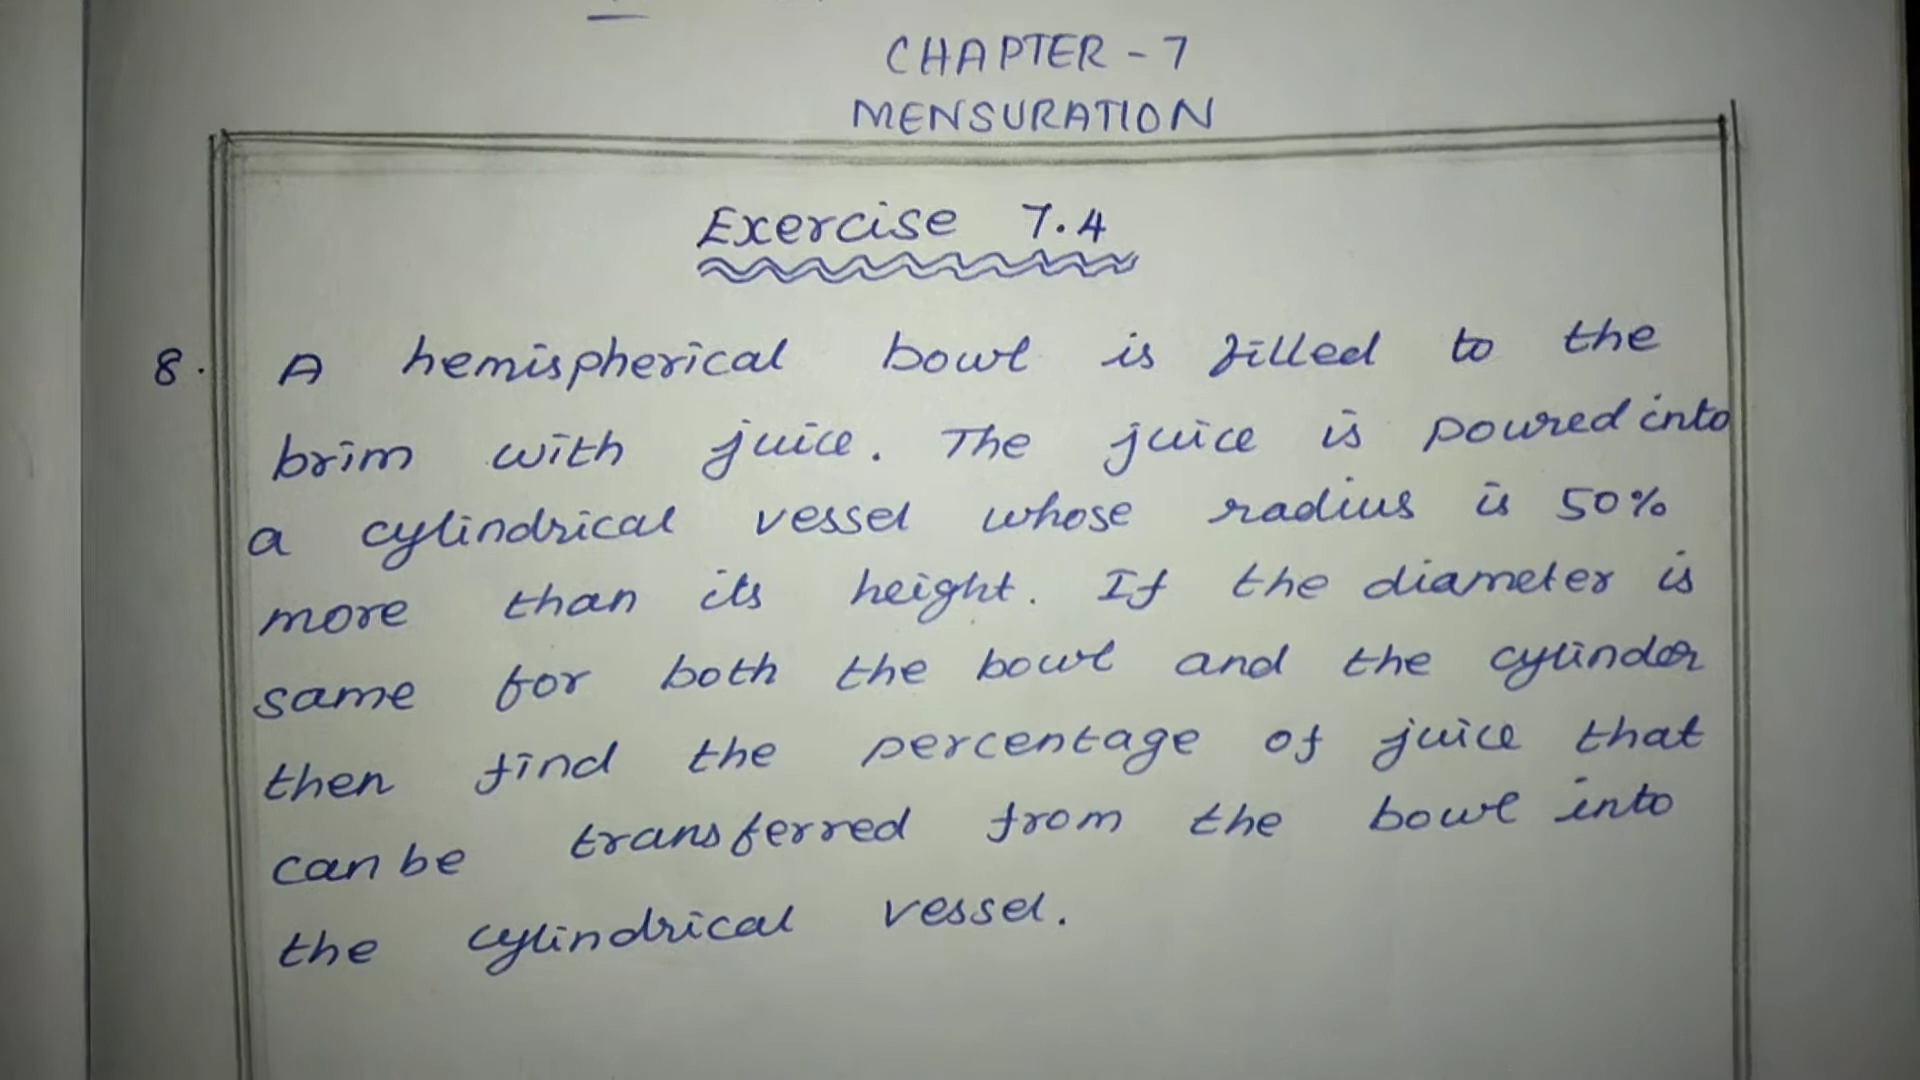 CHAPTER - 7
MENSURATION
Exercise 7.4
8. A hemispherical bowl is filled to the
brim with juice. The juice is poured into
a cylindrical vessel whose radius is 50%
more than its height. If the diameter is
same for both the bowl and the cylinder
then find the percentage of juice that
can be transferred from the bowl into
the cylindrical vessel.